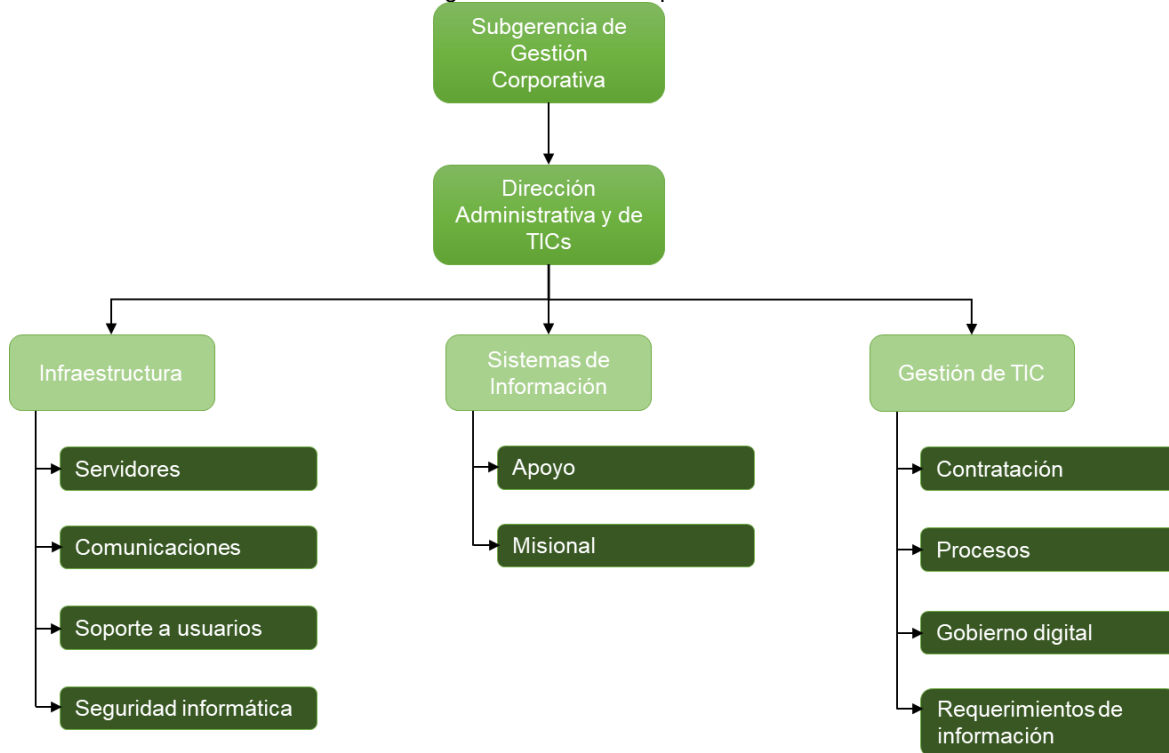 Subgerencia de
Gestión
Corporativa
Dirección
Administrativa y de
TICs
Infraestructura
Sistemas de
Información
Gestión de TIC
Servidores
Apoyo
Contratación
Comunicaciones
Misional
Procesos
Soporte a usuarios
Gobierno digital
Seguridad informática
Requerimientos de
información